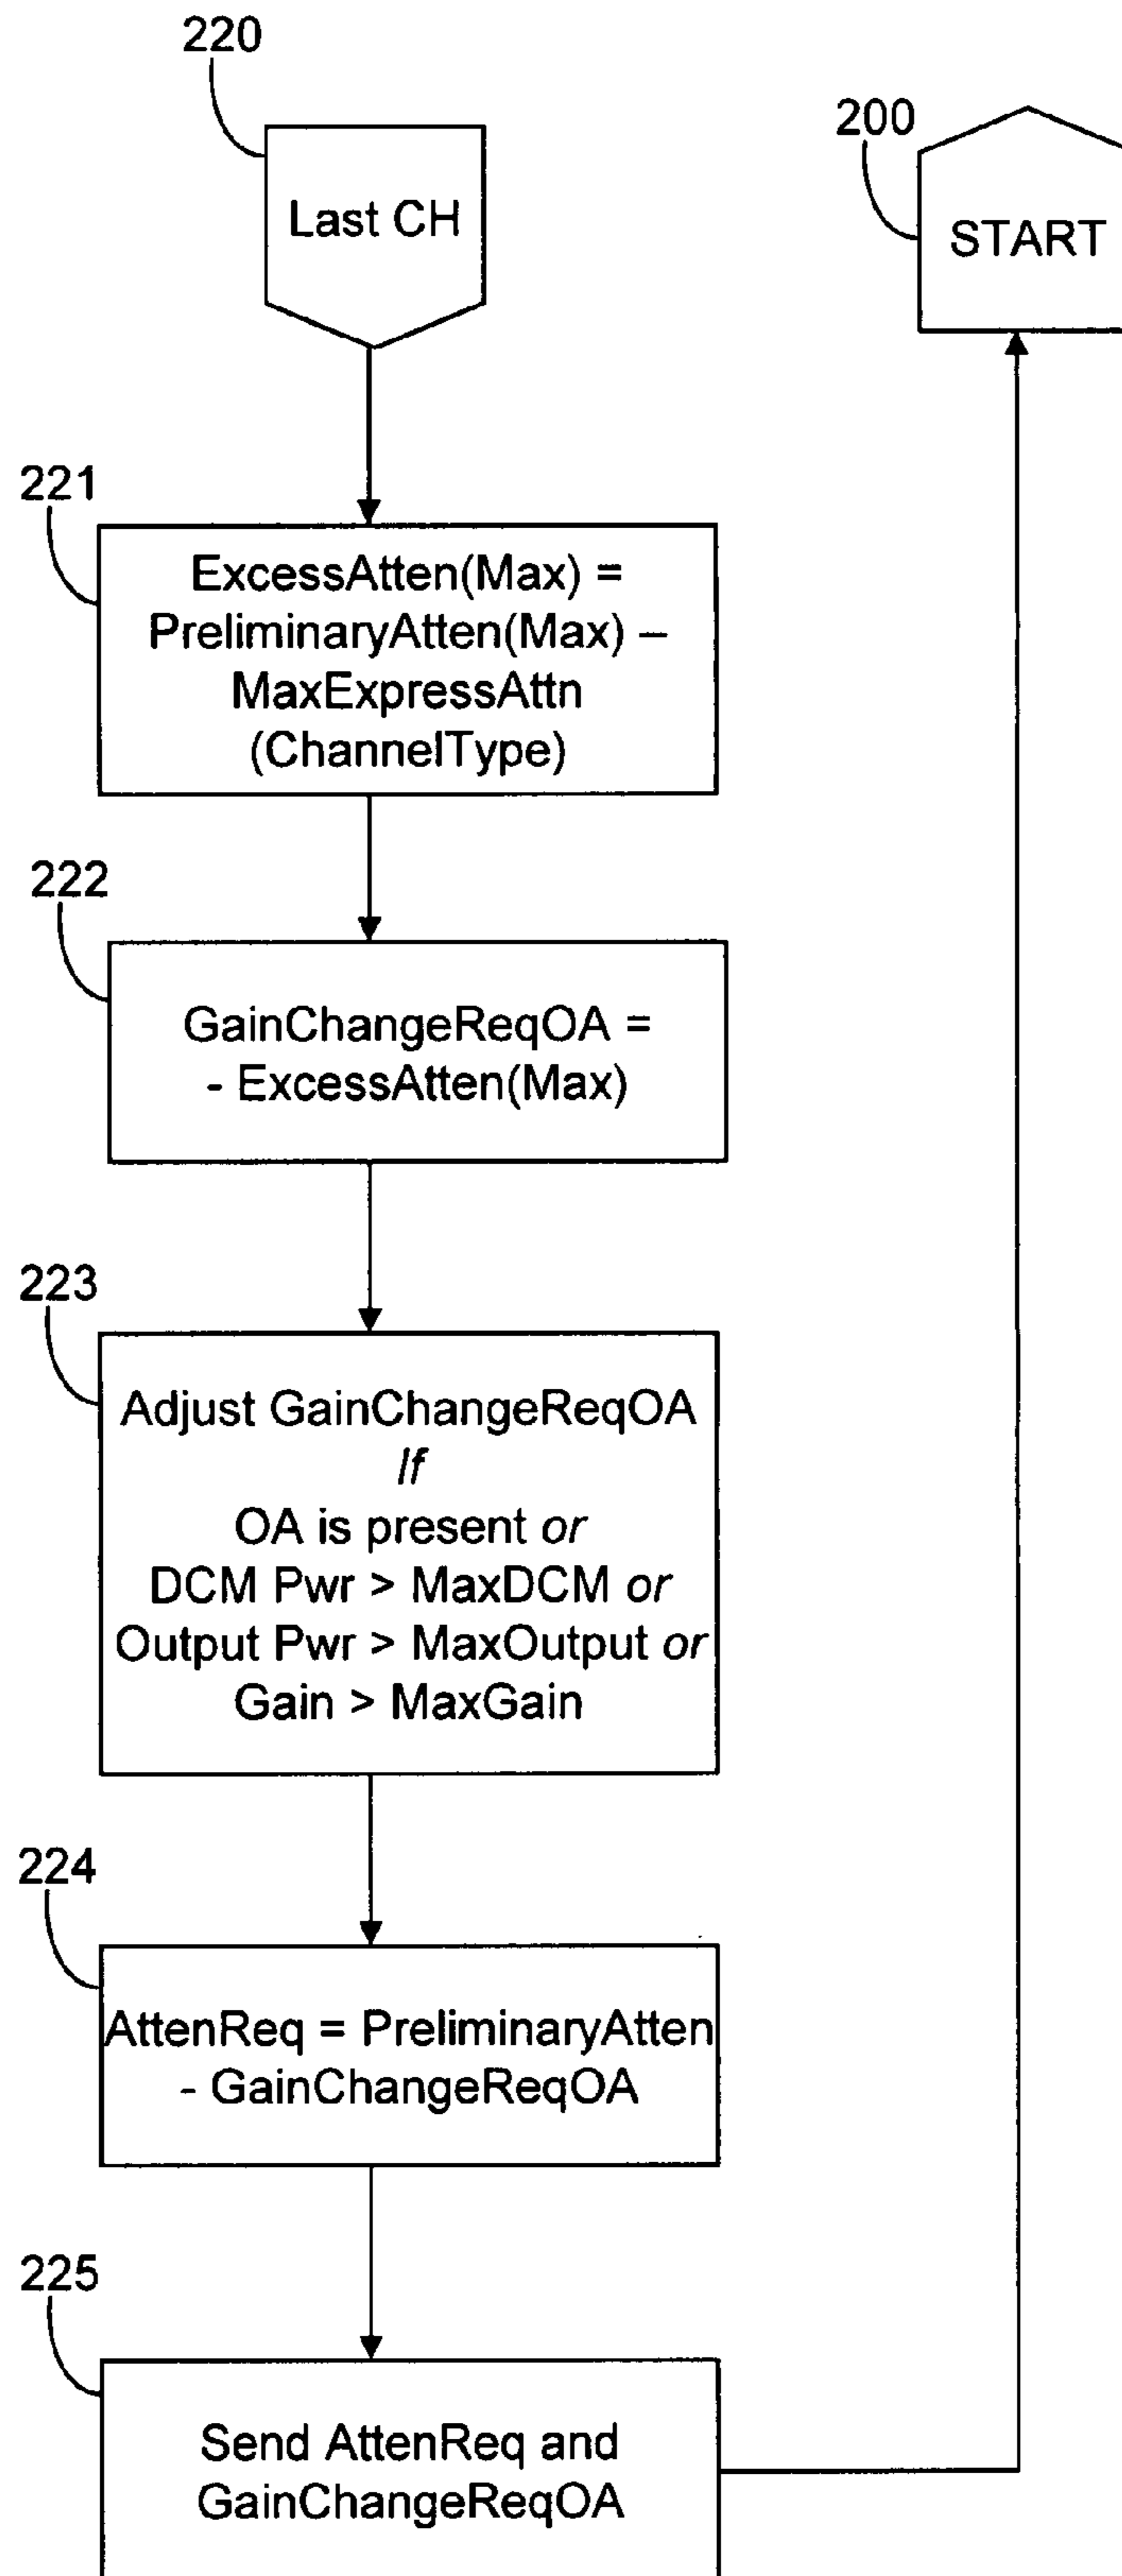 220
Last CH
200
START
221
ExcessAtten(Max) =
PreliminaryAtten(Max) –
MaxExpressAttn
(ChannelType)
222
GainChangeReqOA =
- ExcessAtten(Max)
223
Adjust GainChangeReqOA
If
OA is present or
DCM Pwr > MaxDCM or
Output Pwr > MaxOutput or
Gain > MaxGain
224
AttenReq = PreliminaryAtten
- GainChangeReqOA
225
Send AttenReq and
GainChangeReqOA